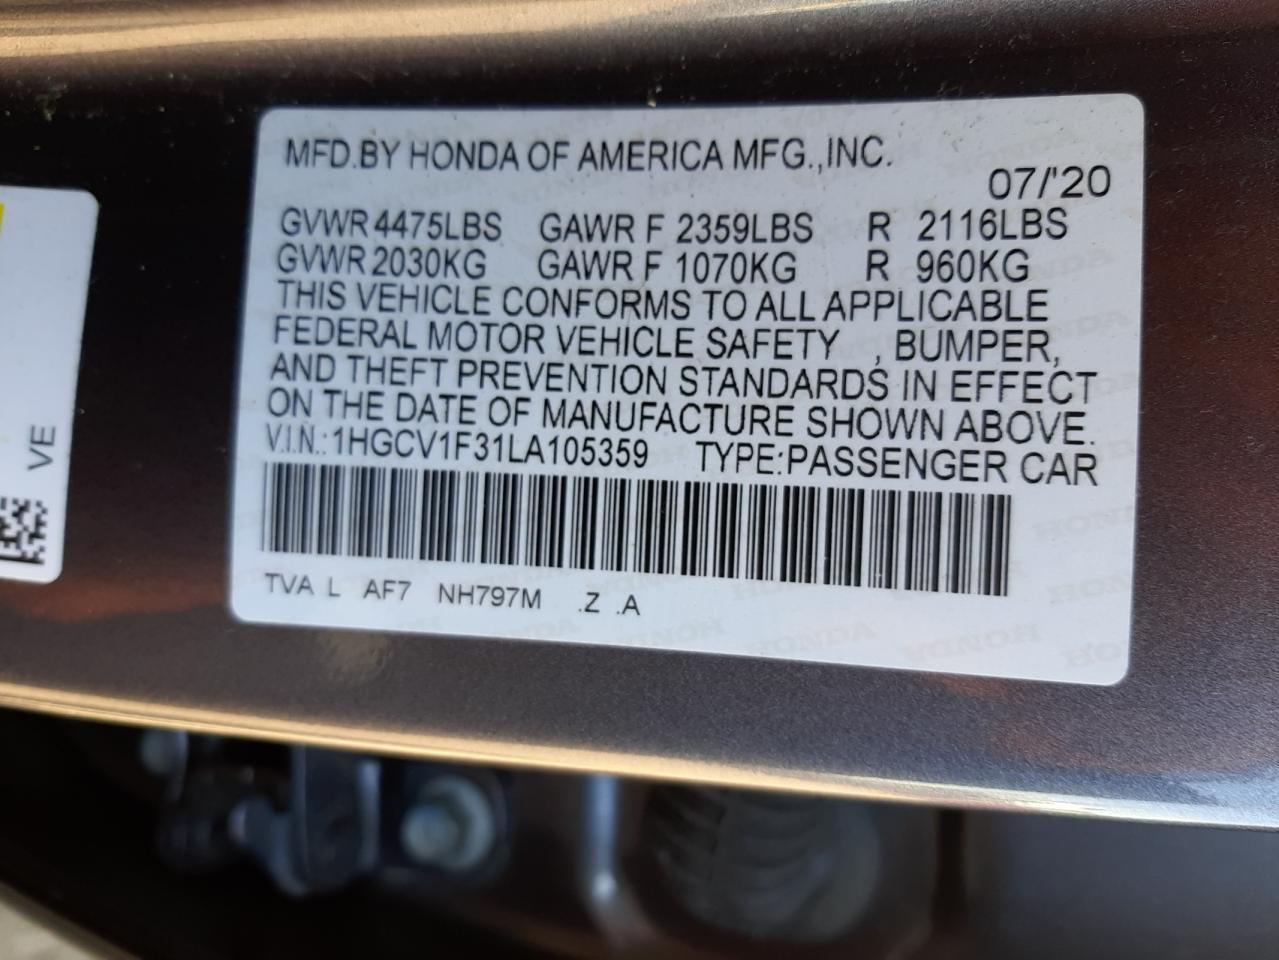 MFD.BY HONDA OF AMERICA MFG.,INC.
07/'20
GVWR 4475LBS GAWR F 2359LBS R 2116LBS
GVWR 2030KG GAWR F 1070KG R 960KG
THIS VEHICLE CONFORMS TO ALL APPLICABLE
FEDERAL MOTOR VEHICLE SAFETY , BUMPER,
AND THEFT PREVENTION STANDARDS IN EFFECT
ON THE DATE OF MANUFACTURE SHOWN ABOVE.
V.I.N.:1HGCV1F31LA105359 TYPE:PASSENGER CAR
TVA L AF7 NH797M .Z .A
VE